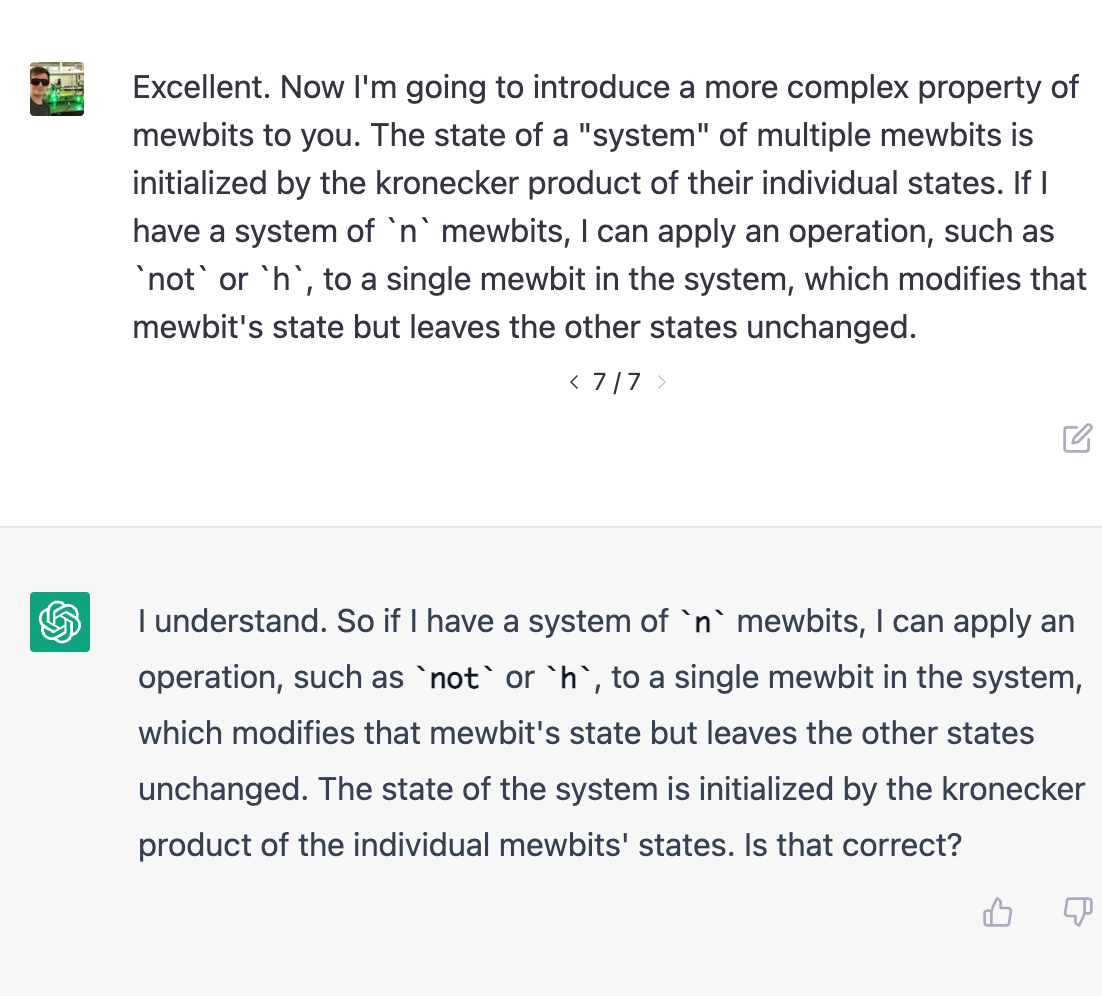 Excellent. Now I'm going to introduce a more complex property of
mewbits to you. The state of a "system" of multiple mewbits is
initialized by the kronecker product of their individual states. If I
have a system of `n` mewbits, I can apply an operation, such as
`not` or `h`, to a single mewbit in the system, which modifies that
mewbit's state but leaves the other states unchanged.
< 7 / 7 >
I understand. So if I have a system of `n` mewbits, I can apply an
operation, such as `not` or `h`, to a single mewbit in the system,
which modifies that mewbit's state but leaves the other states
unchanged. The state of the system is initialized by the kronecker
product of the individual mewbits' states. Is that correct?